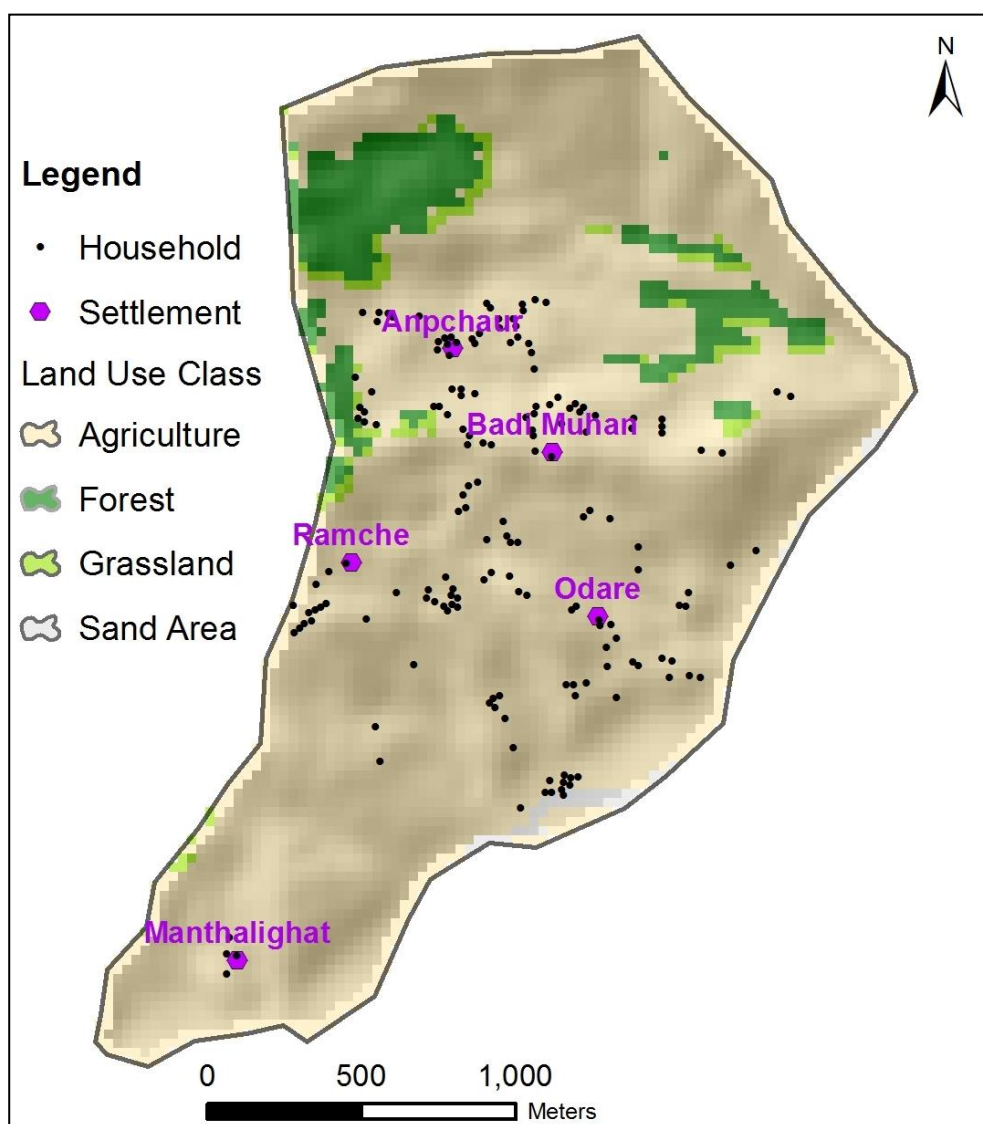 N
Legend
Household
Settlement
Land Use Class
Agriculture
Forest
Grassland
Sand Area
Anpchaur
Badi Muhan
Ramche
Odare
Manthalighat
0 500 1,000
Meters